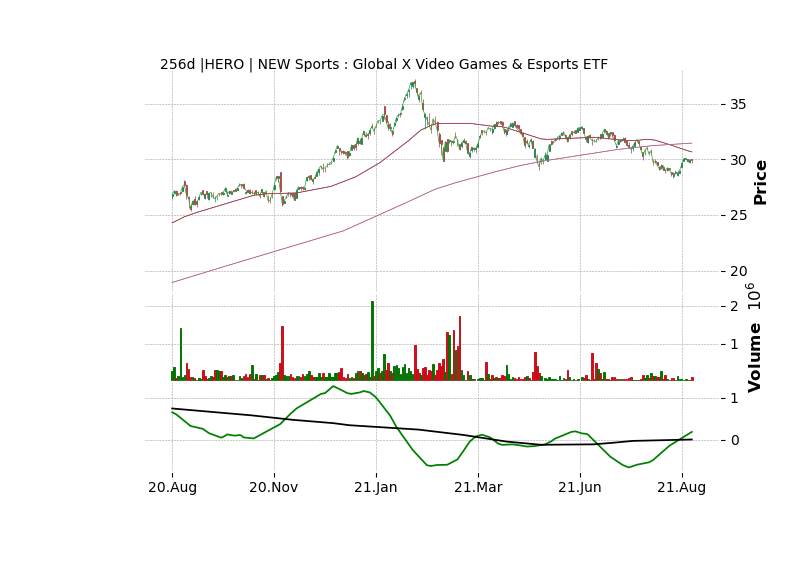 256d |HERO | NEW Sports : Global X Video Games & Esports ETF
35
30
25
20
Price
2
1
Volume 10^6
1
0
20.Aug 20.Nov 21.Jan 21.Mar 21.Jun 21.Aug